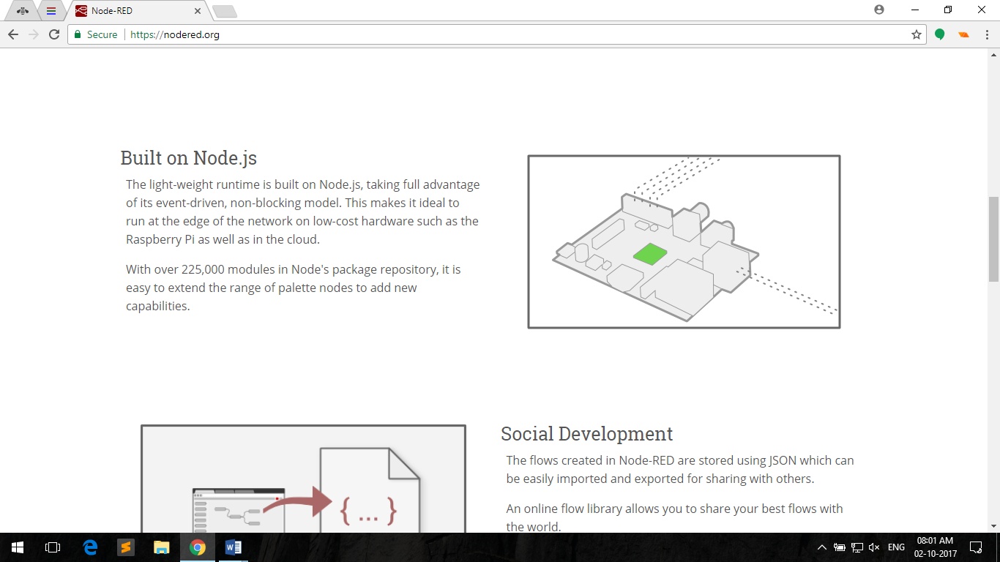 Node-RED
Secure
https://nodered.org
Built on Node.js
The light-weight runtime is built on Node.js, taking full advantage
of its event-driven, non-blocking model. This makes it ideal to
run at the edge of the network on low-cost hardware such as the
Raspberry Pi as well as in the cloud.
With over 225,000 modules in Node's package repository, it is
easy to extend the range of palette nodes to add new
capabilities.
{...}
Social Development
The flows created in Node-RED are stored using JSON which can
be easily imported and exported for sharing with others.
An online flow library allows you to share your best flows with
the world.
ENG
08:01 AM
02-10-2017